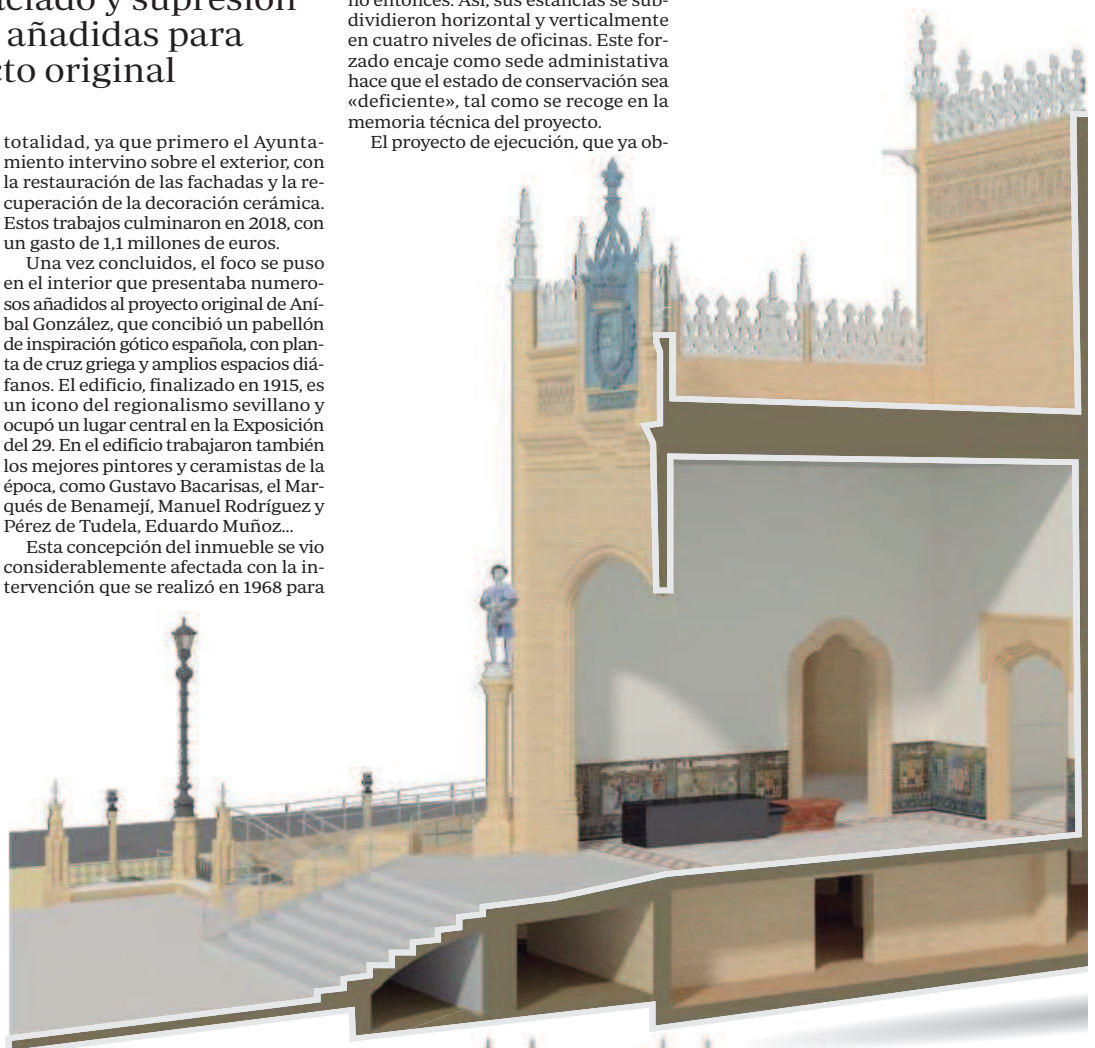 aclado y supresión
añadidas para
to original
totalidad, ya que primero el Ayunta-
miento intervino sobre el exterior, con
la restauración de las fachadas y la re-
cuperación de la decoración cerámica.
Estos trabajos culminaron en 2018, con
un gasto de 1,1 millones de euros.
Una vez concluidos, el foco se puso
en el interior que presentaba numero-
sos añadidos al proyecto original de Aní-
bal González, que concibió un pabellón
de inspiración gótico española, con plan-
ta de cruz griega y amplios espacios diá-
fanos. El edificio, finalizado en 1915, es
un icono del regionalismo sevillano y
ocupó un lugar central en la Exposición
del 29. En el edificio trabajaron también
los mejores pintores y ceramistas de la
época, como Gustavo Bacarisas, el Mar-
qués de Benamejí, Manuel Rodríguez y
Pérez de Tudela, Eduardo Muñoz...
Esta concepción del inmueble se vio
considerablemente afectada con la in-
tervención que se realizó en 1968 para
no entonces. Así, sus estancias se sub-
dividieron horizontal y verticalmente
en cuatro niveles de oficinas. Este for-
zado encaje como sede administativa
hace que el estado de conservación sea
«deficiente», tal como se recoge en la
memoria técnica del proyecto.
El proyecto de ejecución, que ya ob-